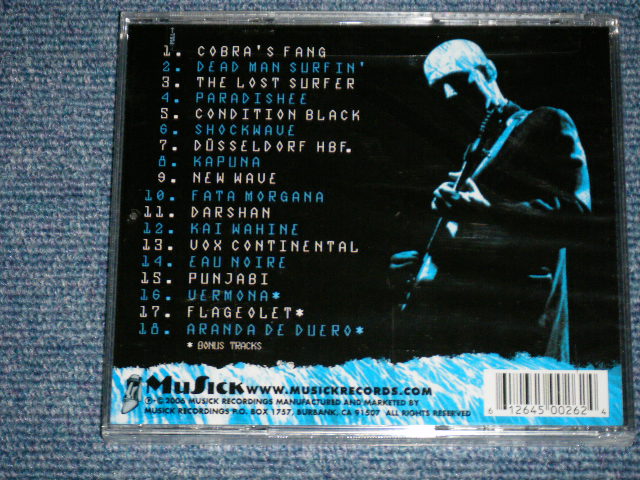 1. COBRA'S FANG
2. DEAD MAN SURFIN'
3. THE LOST SURFER
4. PARADISHEE
5. CONDITION BLACK
6. SHOCKWAVE
7. DÜSSELDORF HBF.
8. KAPUNA
9. NEW WAVE
10. FATA MORGANA
11. DARSHAN
12. KAI WAHINE
13. VOX CONTINENTAL
14. EAU NOIRE
15. PUNJABI
16. VERMONA*
17. FLAGEOLET*
18. ARANDA DE DUERO*
* BONUS TRACKS
MuSick WWW.MUSICKRECORDS.COM
℗ © 2006 MUSICK RECORDINGS MANUFACTURED AND MARKETED BY
MUSICK RECORDINGS P.O. BOX 1757, BURBANK, CA 91507 ALL RIGHTS RESERVED
6 12645 00262 4